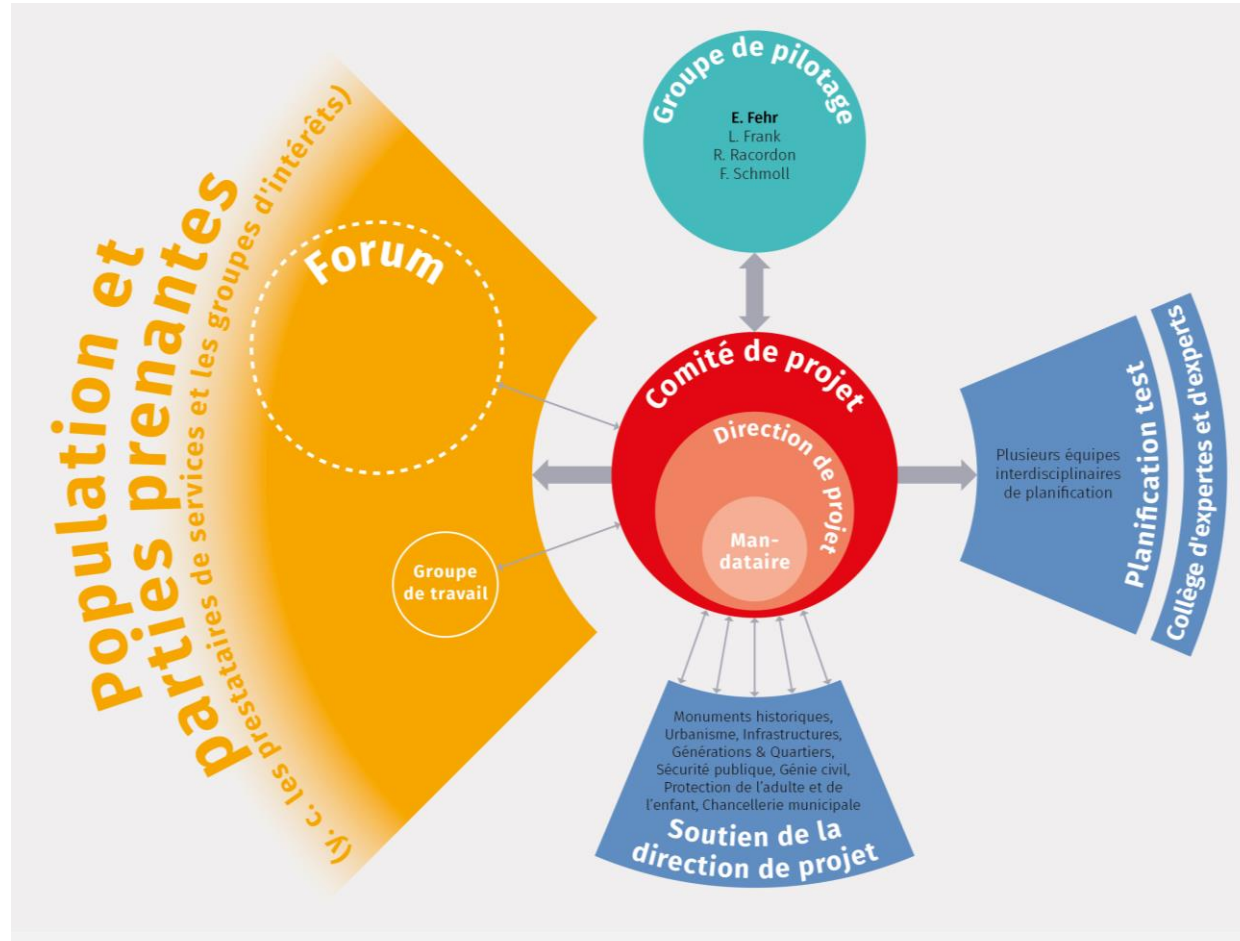 Population et
parties prenantes
(y. c. les prestataires de services et les groupes d'intérêts)
Forum
Groupe
de travail
Groupe de pilotage
E. Fehr
L. Frank
R. Racordon
F. Schmoll
Comité de projet
Direction de projet
Man-
dataire
Plusieurs équipes
interdisciplinaires
de planification
Planification test
Collège d'expertes et d'experts
Monuments historiques,
Urbanisme, Infrastructures,
Générations & Quartiers,
Sécurité publique, Génie civil,
Protection de l'adulte et de
l'enfant, Chancellerie municipale
Soutien de la
direction de projet